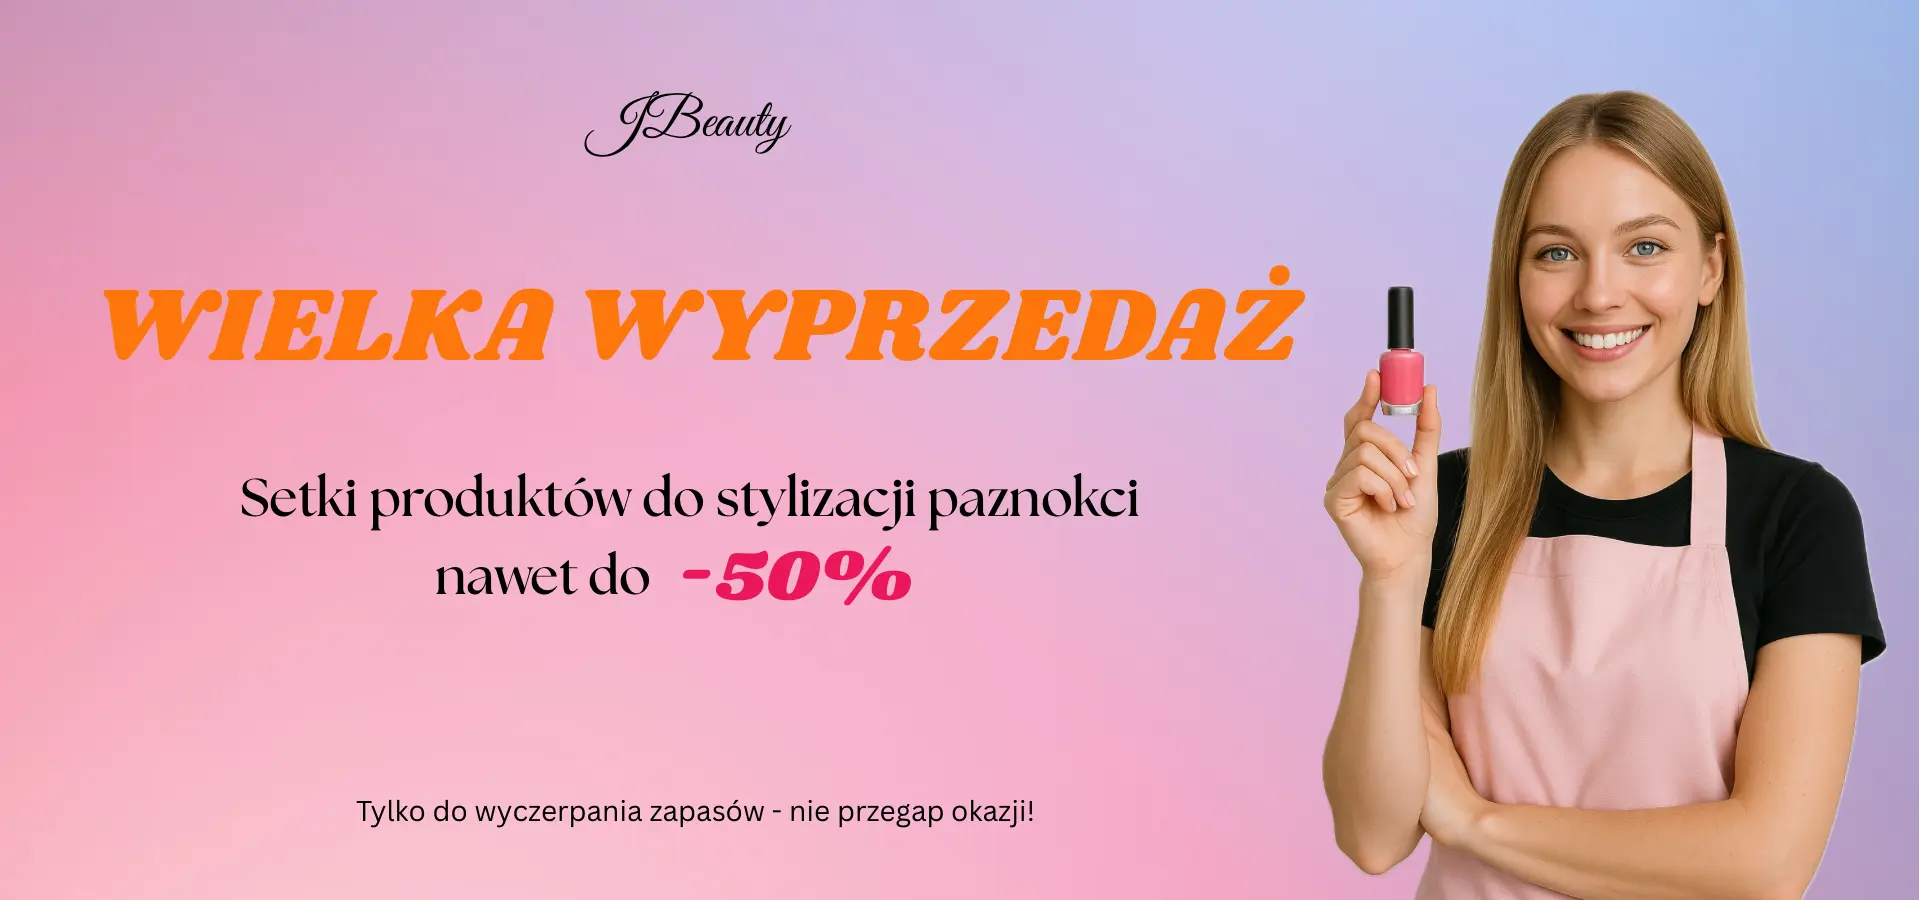 JBeauty
WIELKA WYPRZEDAŻ
Setki produktów do stylizacji paznokci
nawet do -50%
Tylko do wyczerpania zapasów - nie przegap okazji!